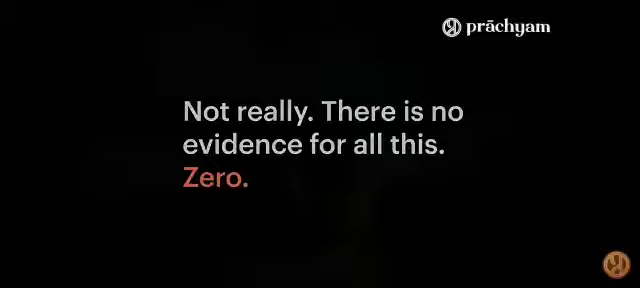 prāchyam
Not really. There is no
evidence for all this.
Zero.